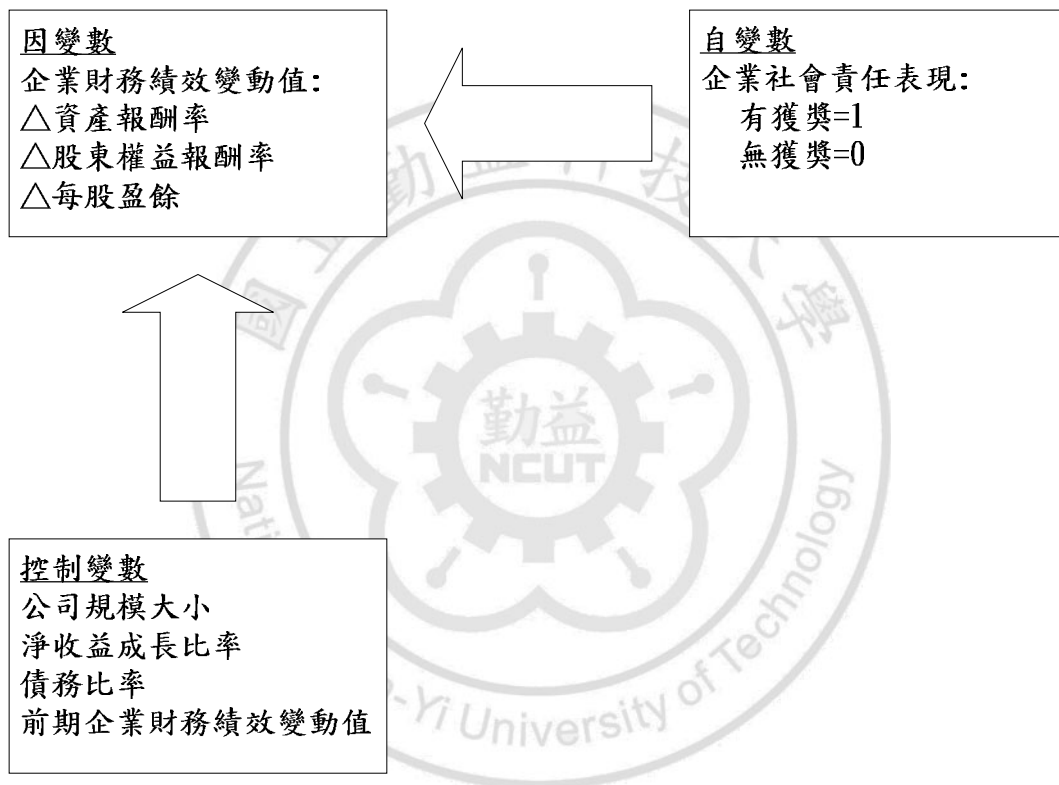 因變數
企業財務績效變動值：
△資產報酬率
△股東權益報酬率
△每股盈餘
自變數
企業社會責任表現：
有獲獎=1
無獲獎=0
控制變數
公司規模大小
淨收益成長比率
債務比率
前期企業財務績效變動值
勤益
NCUT